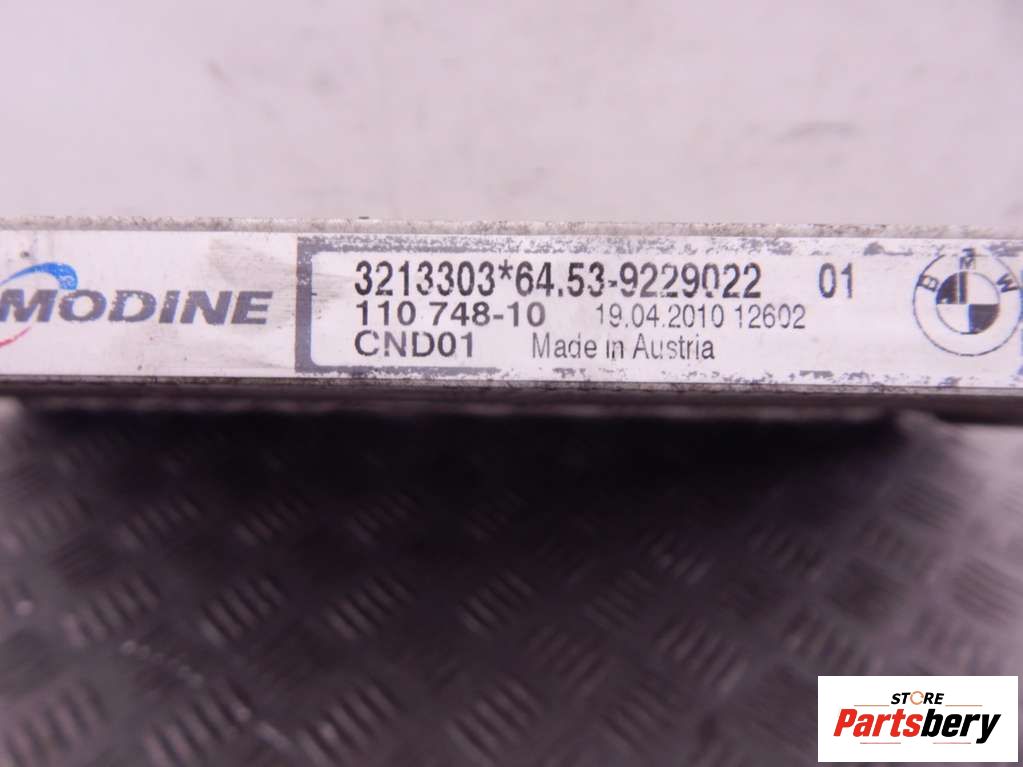 MODINE
3213303*64.53-9229022 01
110 748-10 19.04.2010 12602
CND01 Made in Austria
BMW
STORE
Partsbery